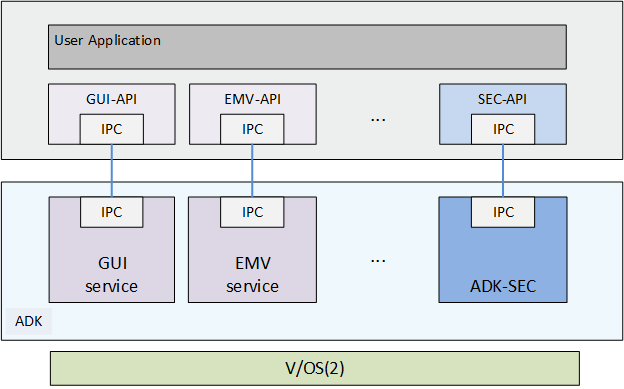 User Application
GUI-API
EMV-API
SEC-API
IPC
IPC
...
IPC
IPC
IPC
IPC
GUI
service
EMV
service
...
ADK-SEC
ADK
V/OS(2)